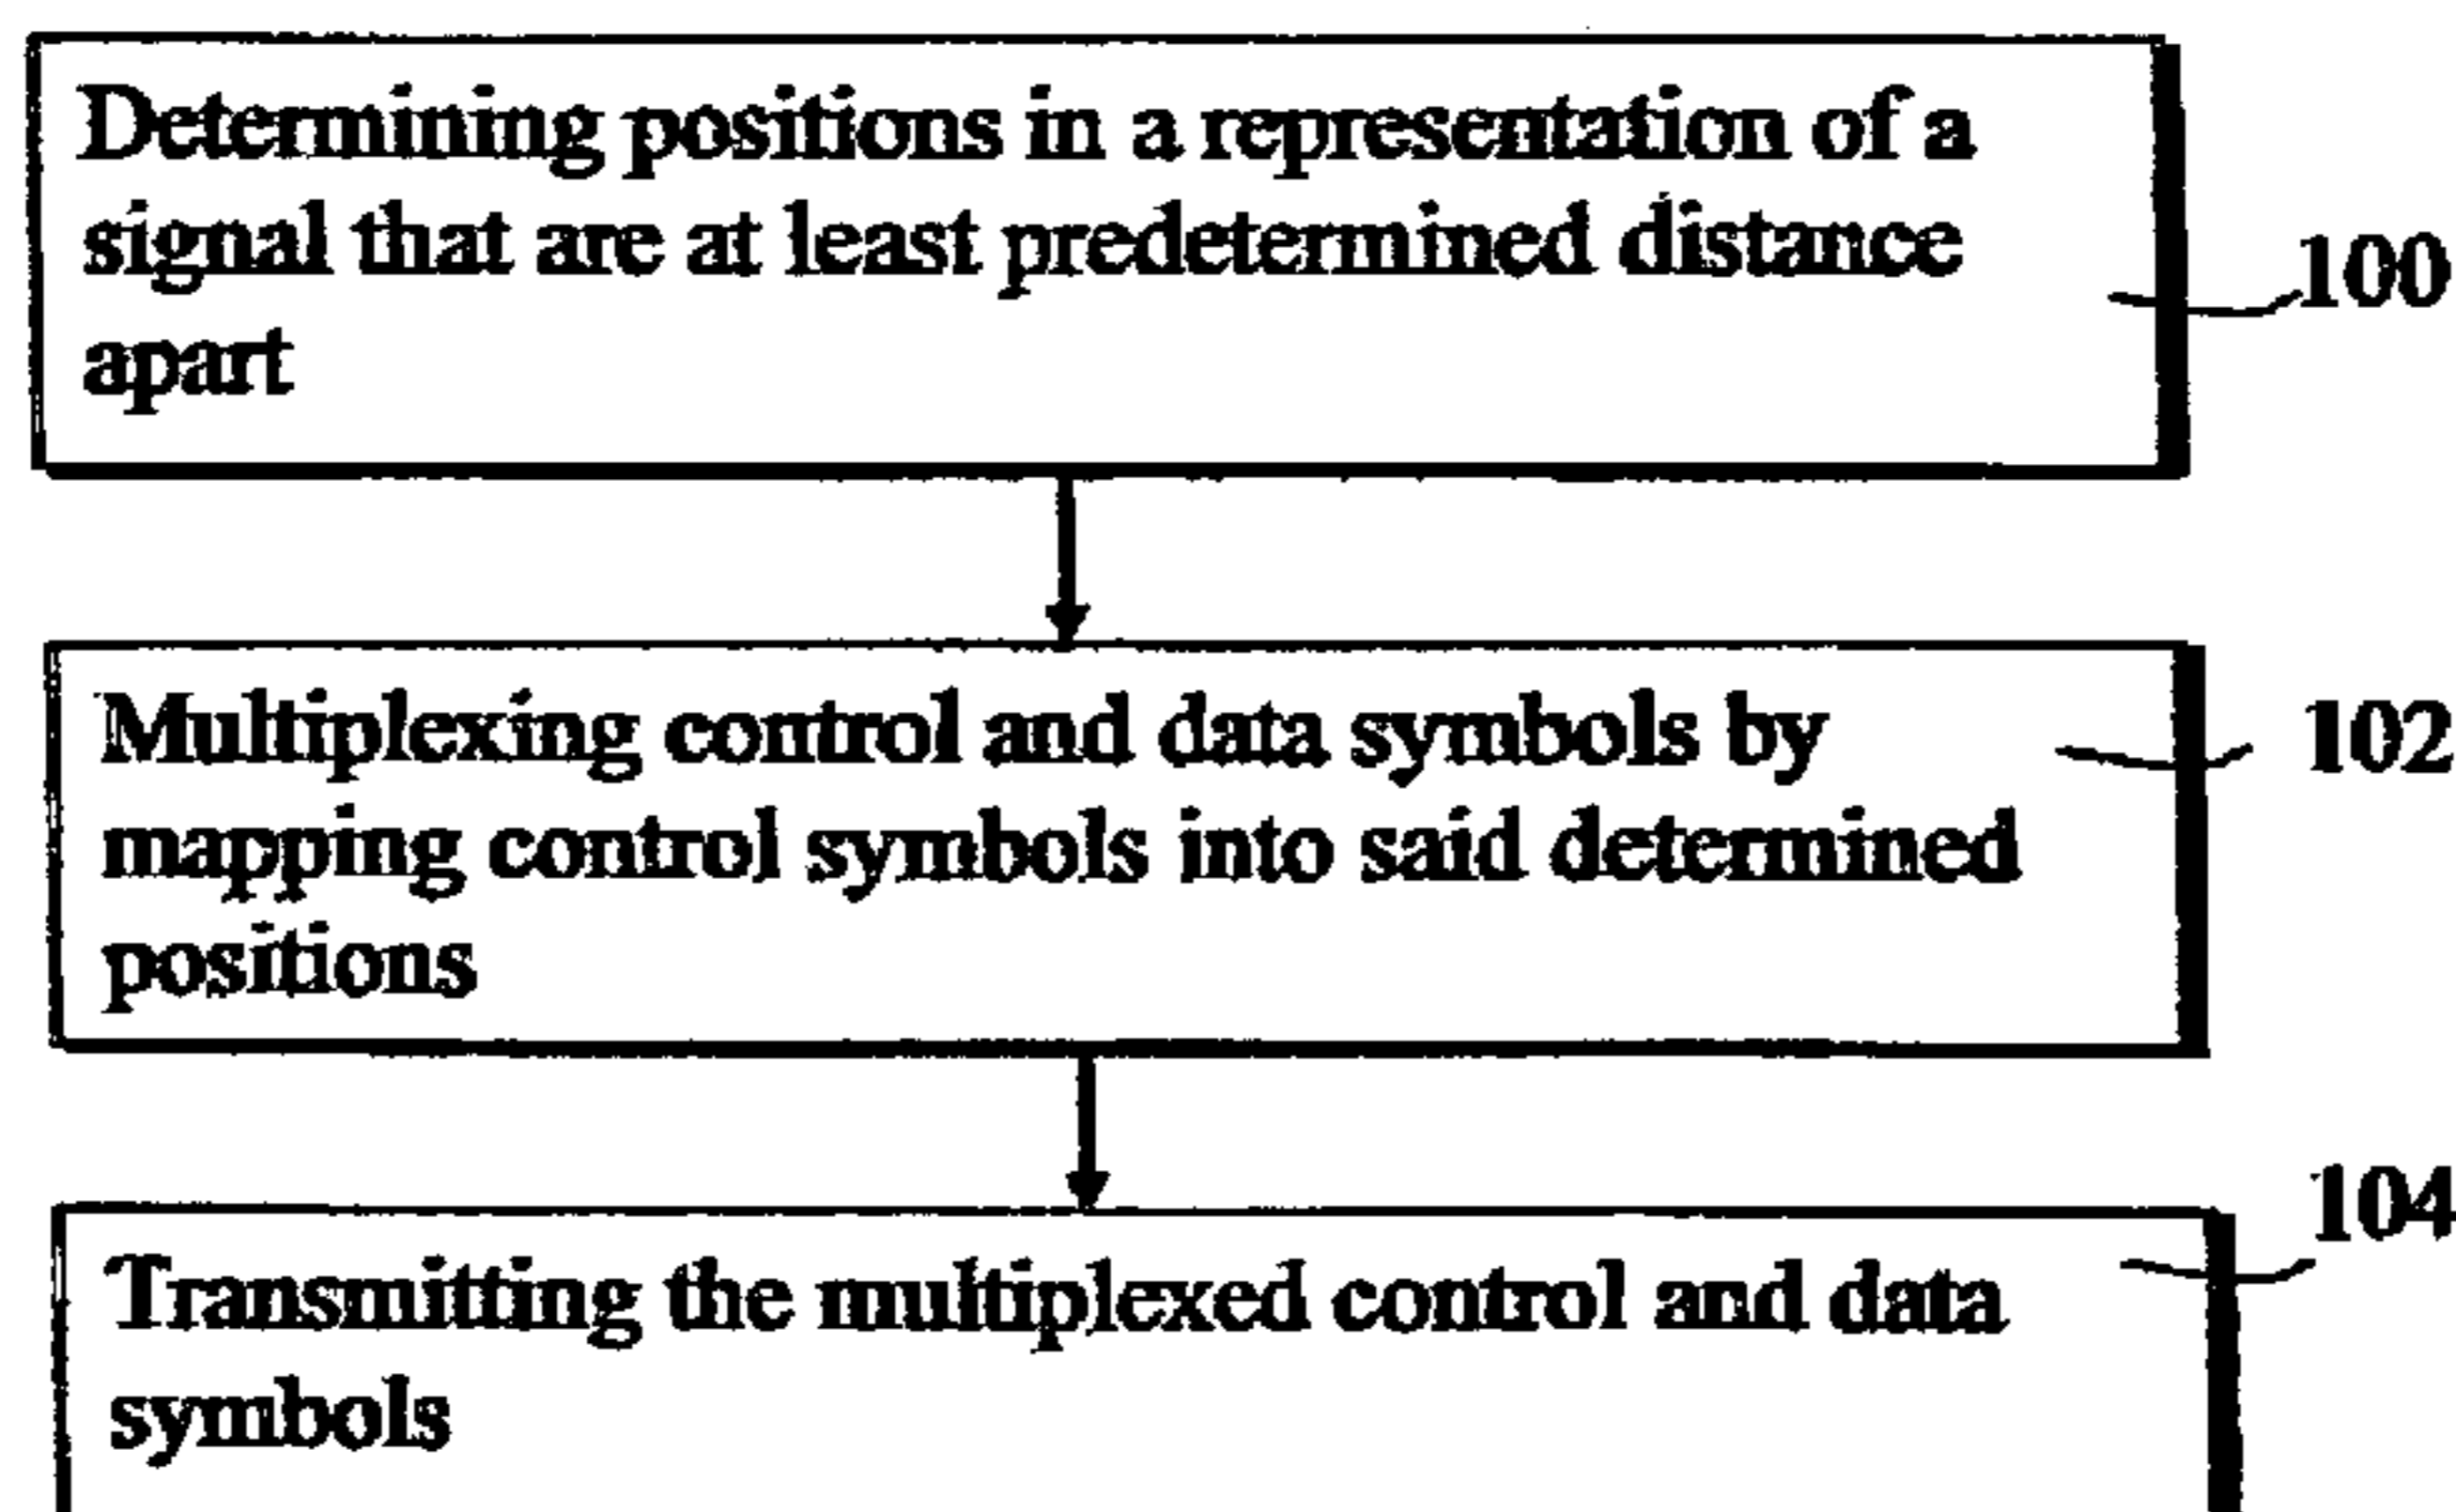 Determining positions in a representation of a
signal that are at least predetermined distance
apart
100
Multiplexing control and data symbols by
mapping control symbols into said determined
positions
102
Transmitting the multiplexed control and data
symbols
104